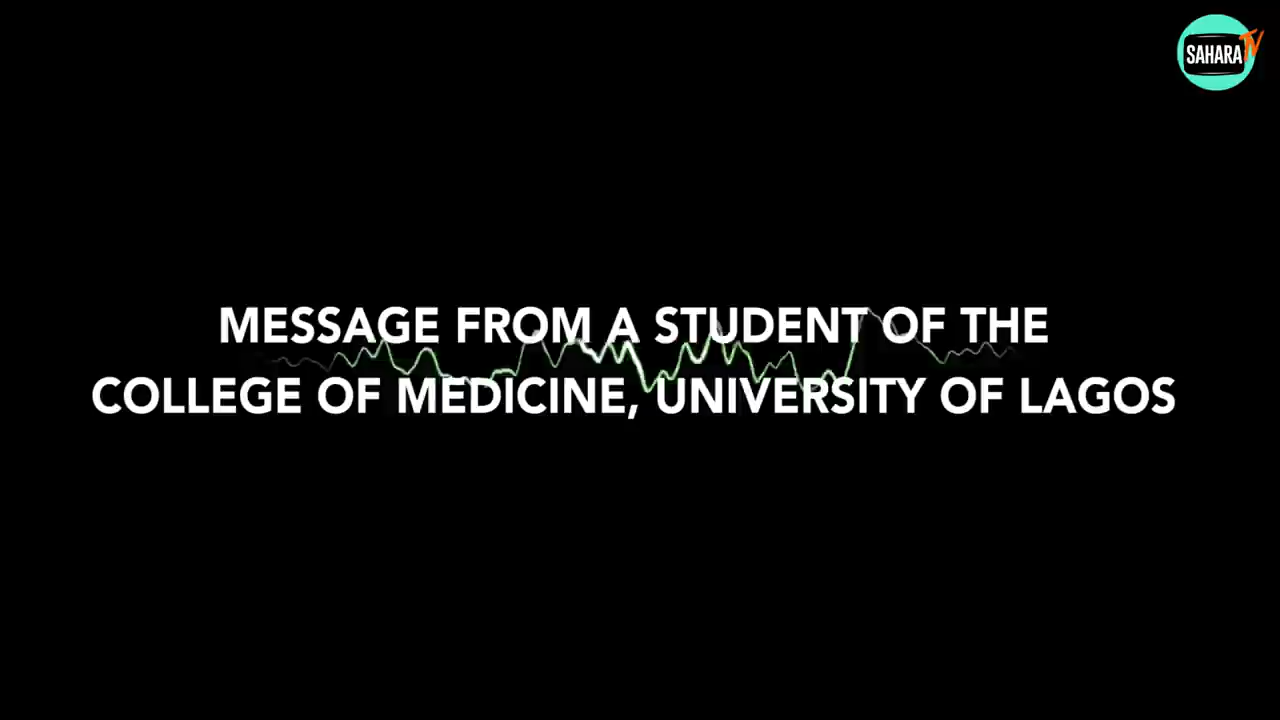 SAHARA TV
MESSAGE FROM A STUDENT OF THE
COLLEGE OF MEDICINE, UNIVERSITY OF LAGOS